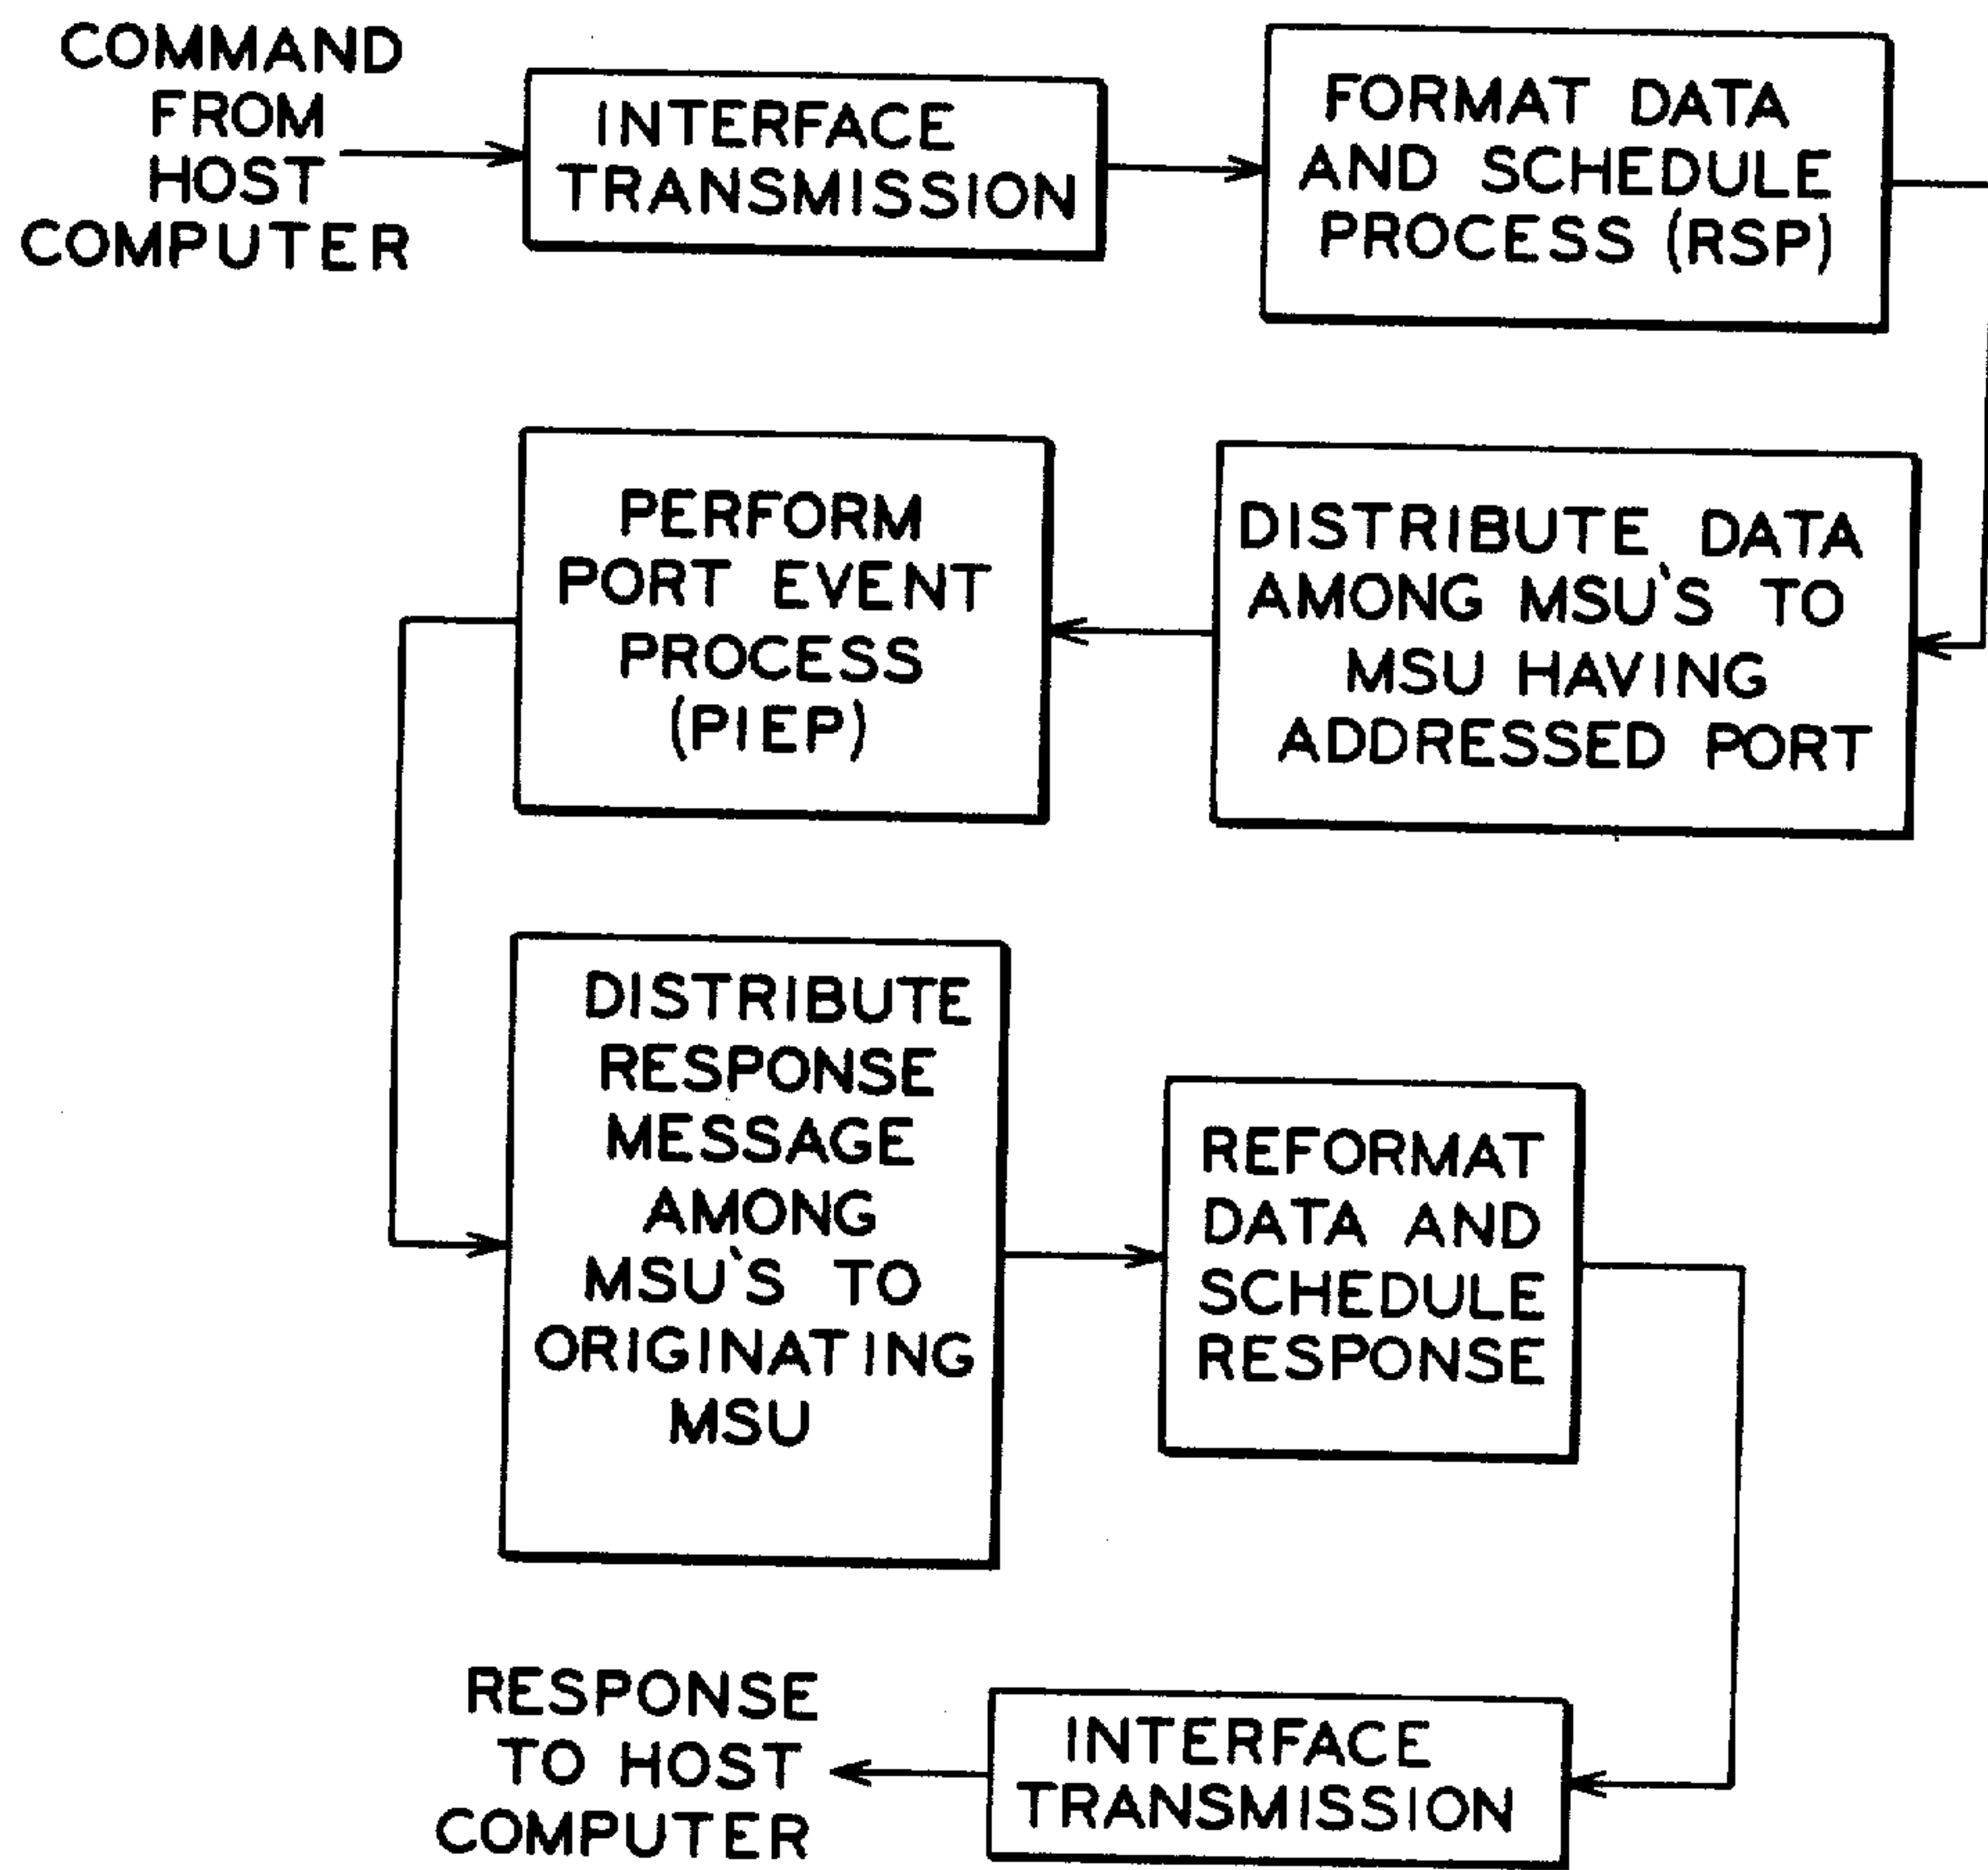 COMMAND
FROM
HOST
COMPUTER
INTERFACE
TRANSMISSION
FORMAT DATA
AND SCHEDULE
PROCESS (RSP)
DISTRIBUTE DATA
AMONG MSU'S TO
MSU HAVING
ADDRESSED PORT
PERFORM
PORT EVENT
PROCESS
(PIEP)
DISTRIBUTE
RESPONSE
MESSAGE
AMONG
MSU'S TO
ORIGINATING
MSU
REFORMAT
DATA AND
SCHEDULE
RESPONSE
INTERFACE
TRANSMISSION
RESPONSE
TO HOST
COMPUTER